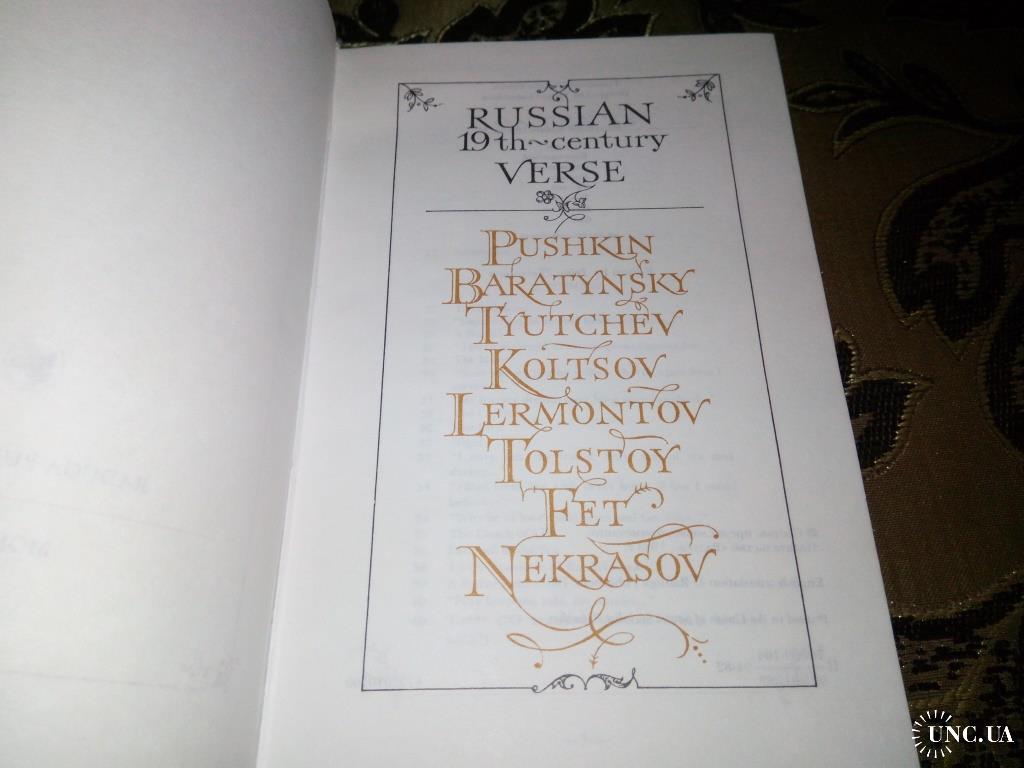 RUSSIAN
19th~century
VERSE
PUSHKIN
BARATYNSKY
TYUTCHEV
KOLTSOV
LERMONTOV
TOLSTOY
FET
NEKRASOV
UNC.UA